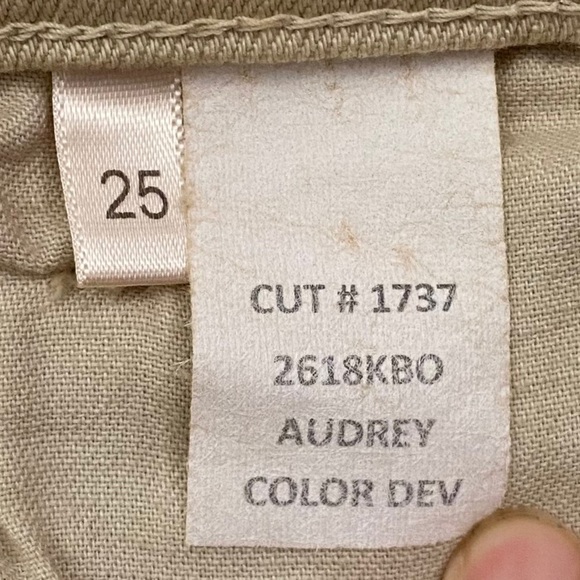 25
CUT # 1737
2618KBO
AUDREY
COLOR DEV